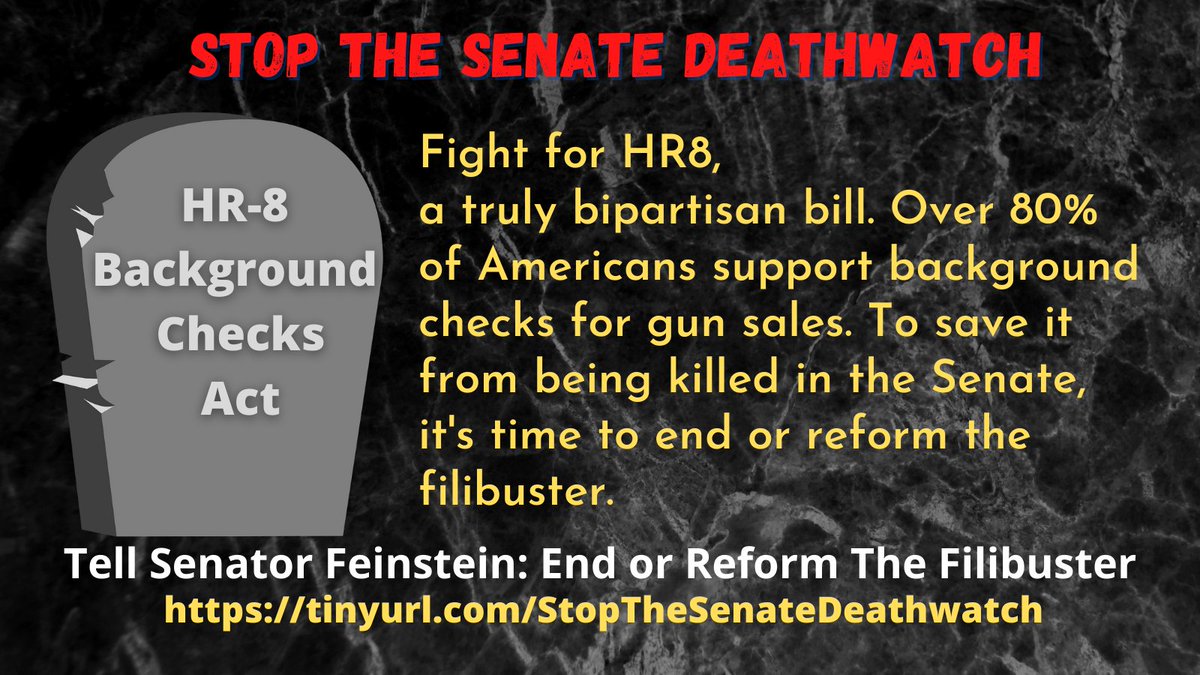 STOP THE SENATE DEATHWATCH
HR-8
Background
Checks
Act
Fight for HR8,
a truly bipartisan bill. Over 80%
of Americans support background
checks for gun sales. To save it
from being killed in the Senate,
it's time to end or reform the
filibuster.
Tell Senator Feinstein: End or Reform The Filibuster
https://tinyurl.com/StopTheSenateDeathwatch